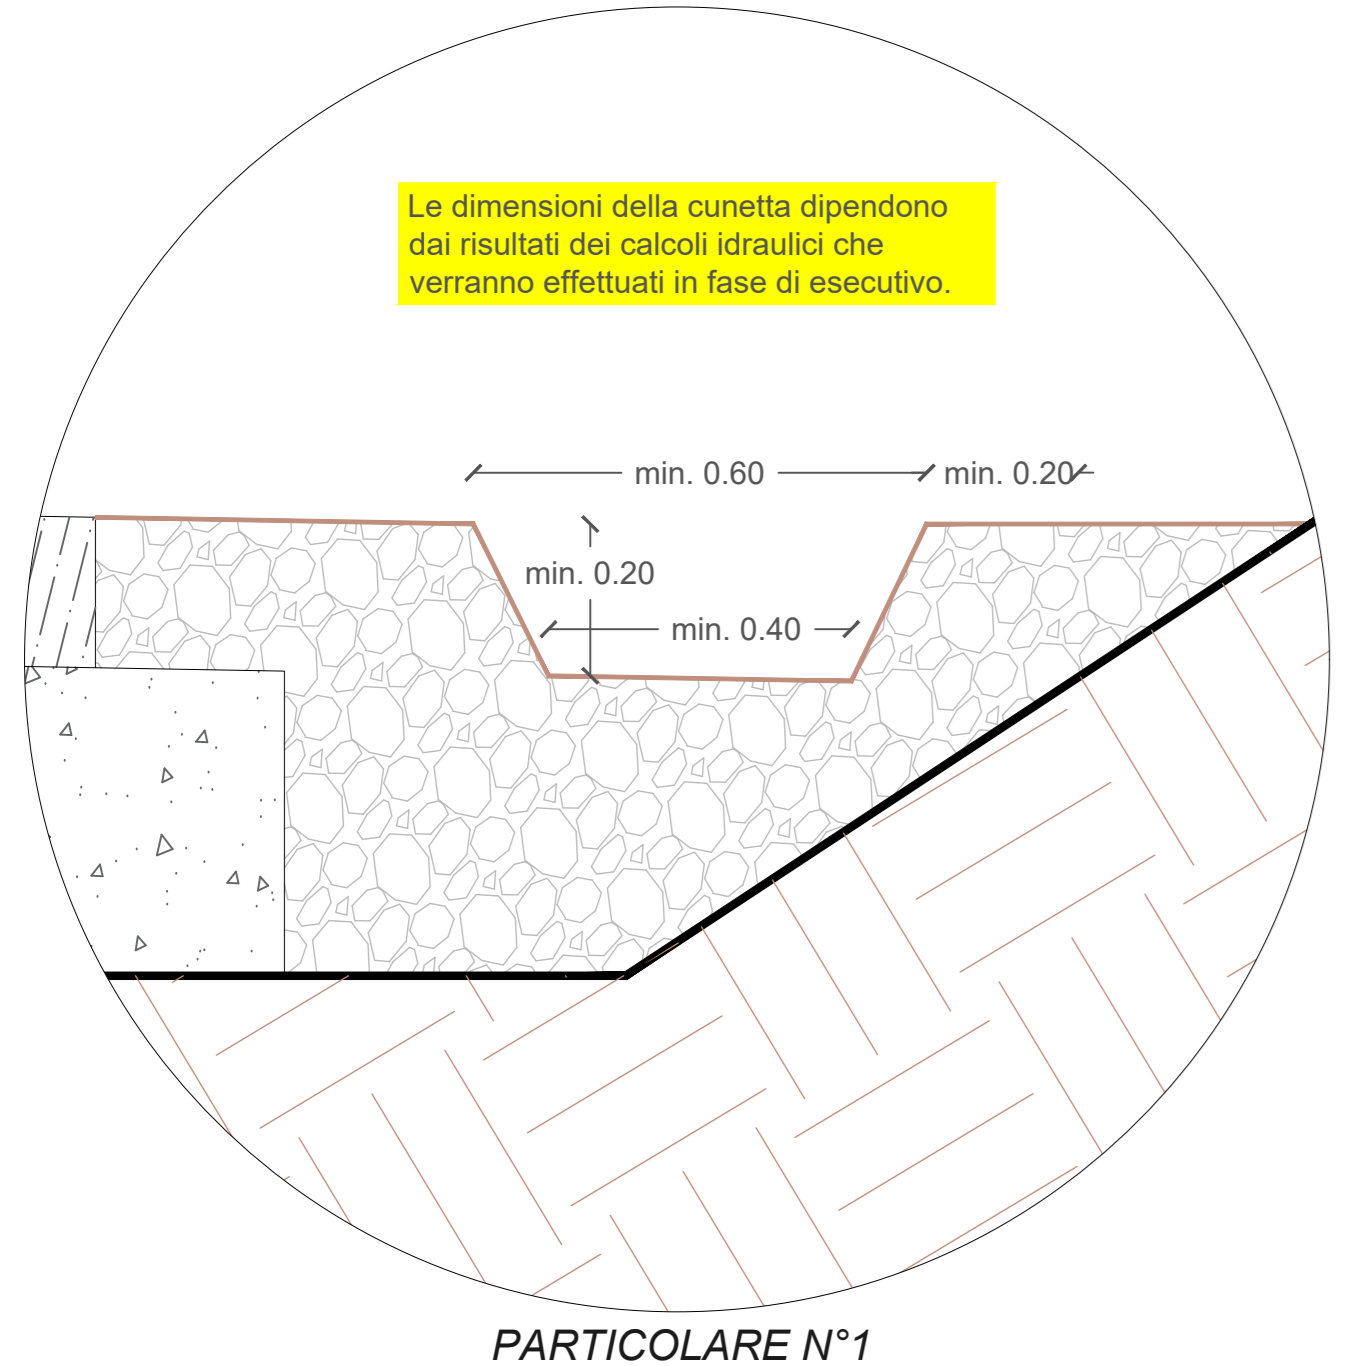 Le dimensioni della cunetta dipendono
dai risultati dei calcoli idraulici che
verranno effettuati in fase di esecutivo.
min. 0.60
min. 0.20
min. 0.20
min. 0.40
PARTICOLARE N°1